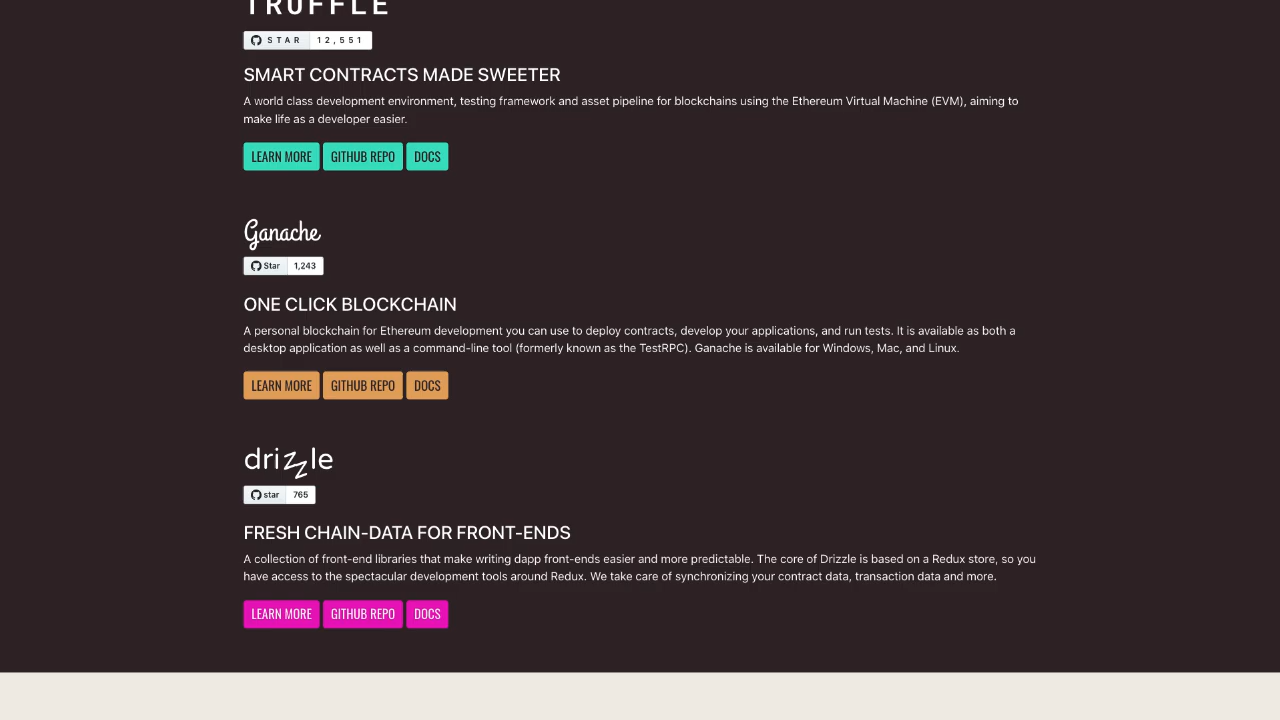 TRUFFLE
STAR 12,551
SMART CONTRACTS MADE SWEETER
A world class development environment, testing framework and asset pipeline for blockchains using the Ethereum Virtual Machine (EVM), aiming to
make life as a developer easier.
LEARN MORE GITHUB REPO DOCS
Ganache
Star 1,243
ONE CLICK BLOCKCHAIN
A personal blockchain for Ethereum development you can use to deploy contracts, develop your applications, and run tests. It is available as both a
desktop application as well as a command-line tool (formerly known as the TestRPC). Ganache is available for Windows, Mac, and Linux.
LEARN MORE GITHUB REPO DOCS
drizzle
star 765
FRESH CHAIN-DATA FOR FRONT-ENDS
A collection of front-end libraries that make writing dapp front-ends easier and more predictable. The core of Drizzle is based on a Redux store, so you
have access to the spectacular development tools around Redux. We take care of synchronizing your contract data, transaction data and more.
LEARN MORE GITHUB REPO DOCS